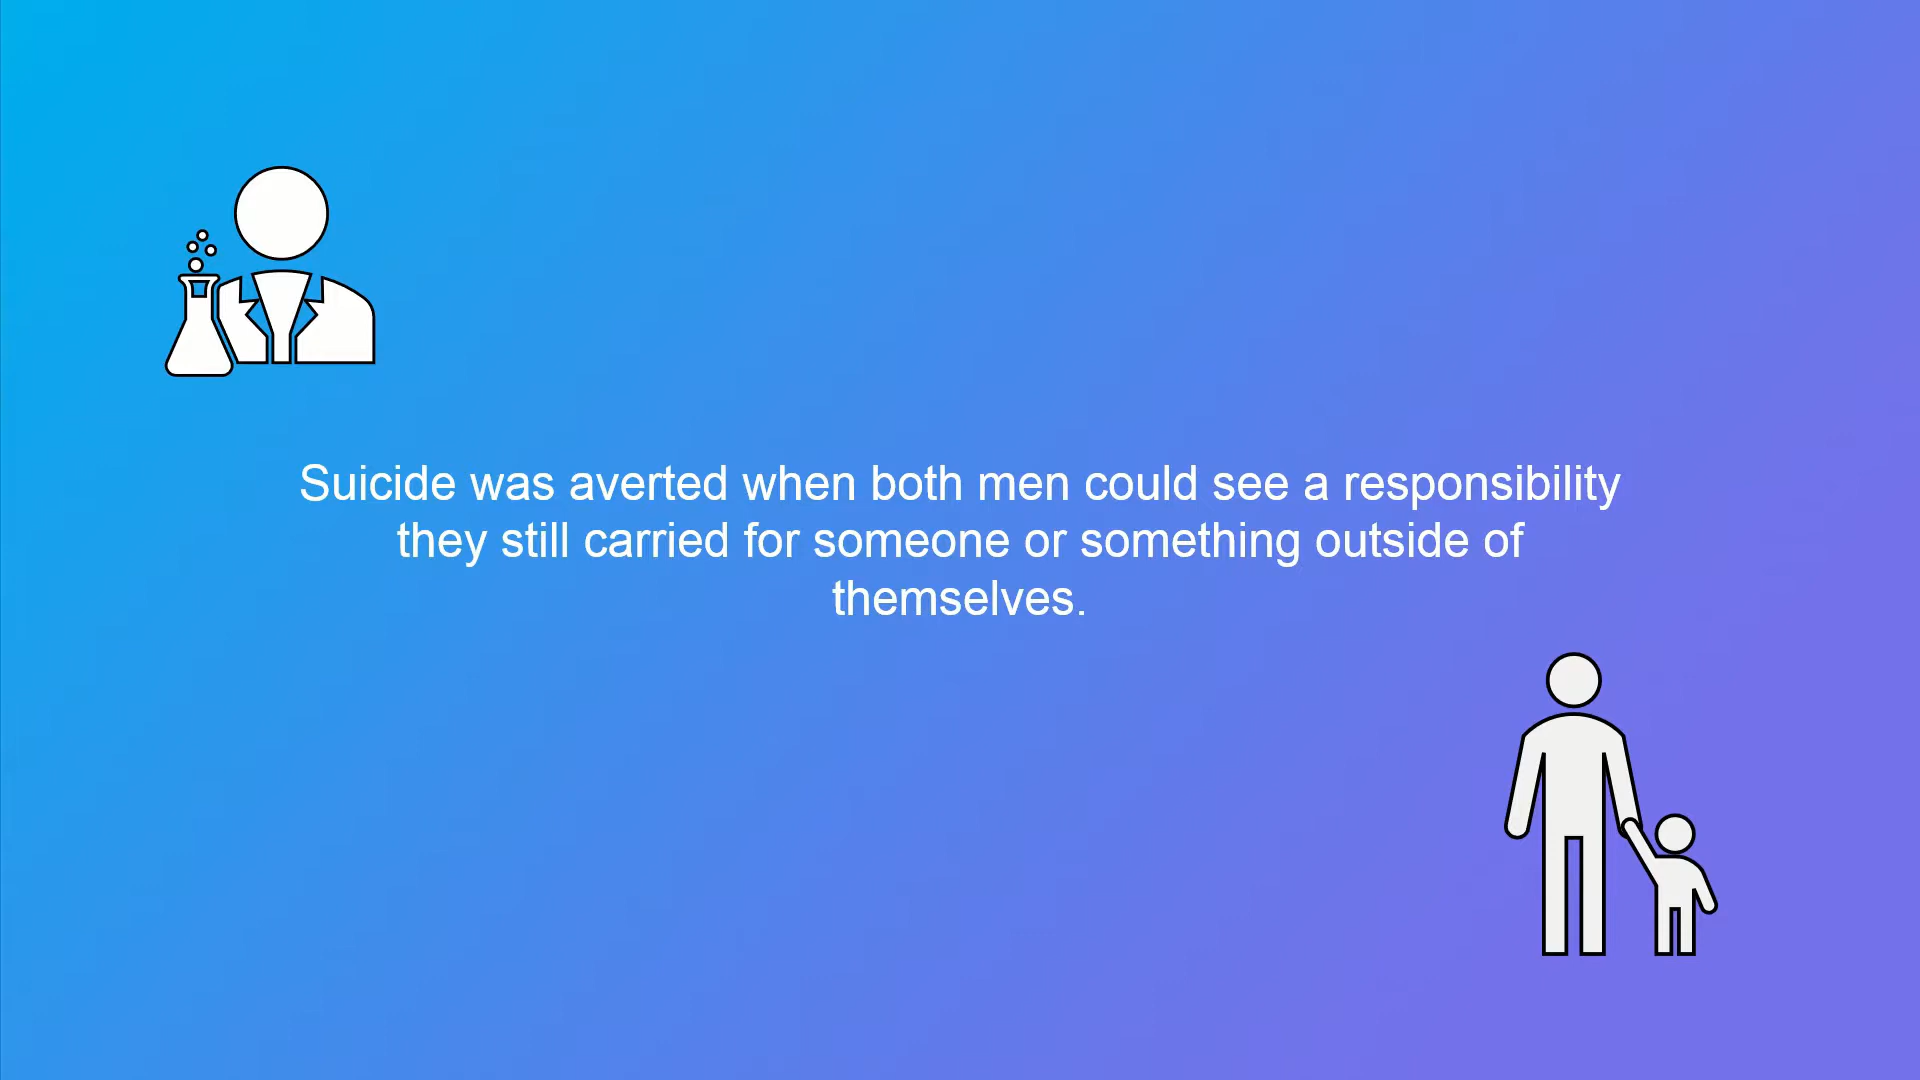 Suicide was averted when both men could see a responsibility
they still carried for someone or something outside of
themselves.